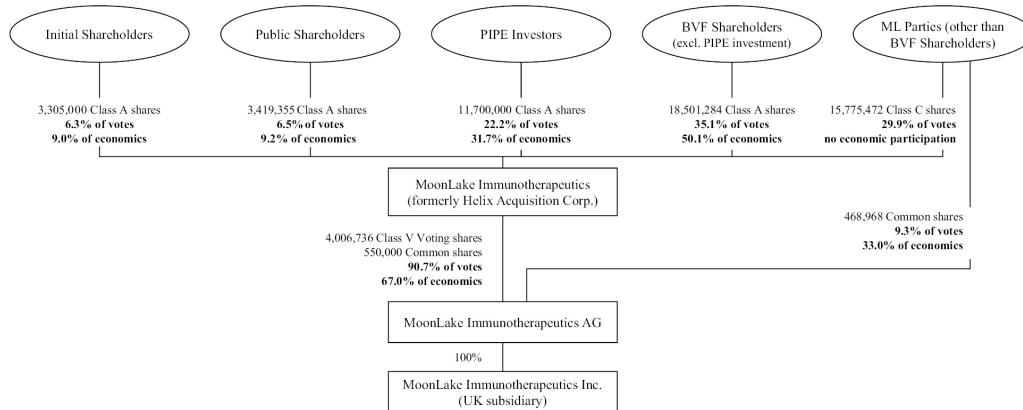 Initial Shareholders
Public Shareholders
PIPE Investors
BVF Shareholders
(excl. PIPE investment)
ML Parties (other than
BVF Shareholders)
3,305,000 Class A shares
6.3% of votes
9.0% of economics
3,419,355 Class A shares
6.5% of votes
9.2% of economics
11,700,000 Class A shares
22.2% of votes
31.7% of economics
18,501,284 Class A shares
35.1% of votes
50.1% of economics
15,775,472 Class C shares
29.9% of votes
no economic participation
MoonLake Immunotherapeutics
(formerly Helix Acquisition Corp.)
4,006,736 Class V Voting shares
550,000 Common shares
90.7% of votes
67.0% of economics
468,968 Common shares
9.3% of votes
33.0% of economics
MoonLake Immunotherapeutics AG
100%
MoonLake Immunotherapeutics Inc.
(UK subsidiary)